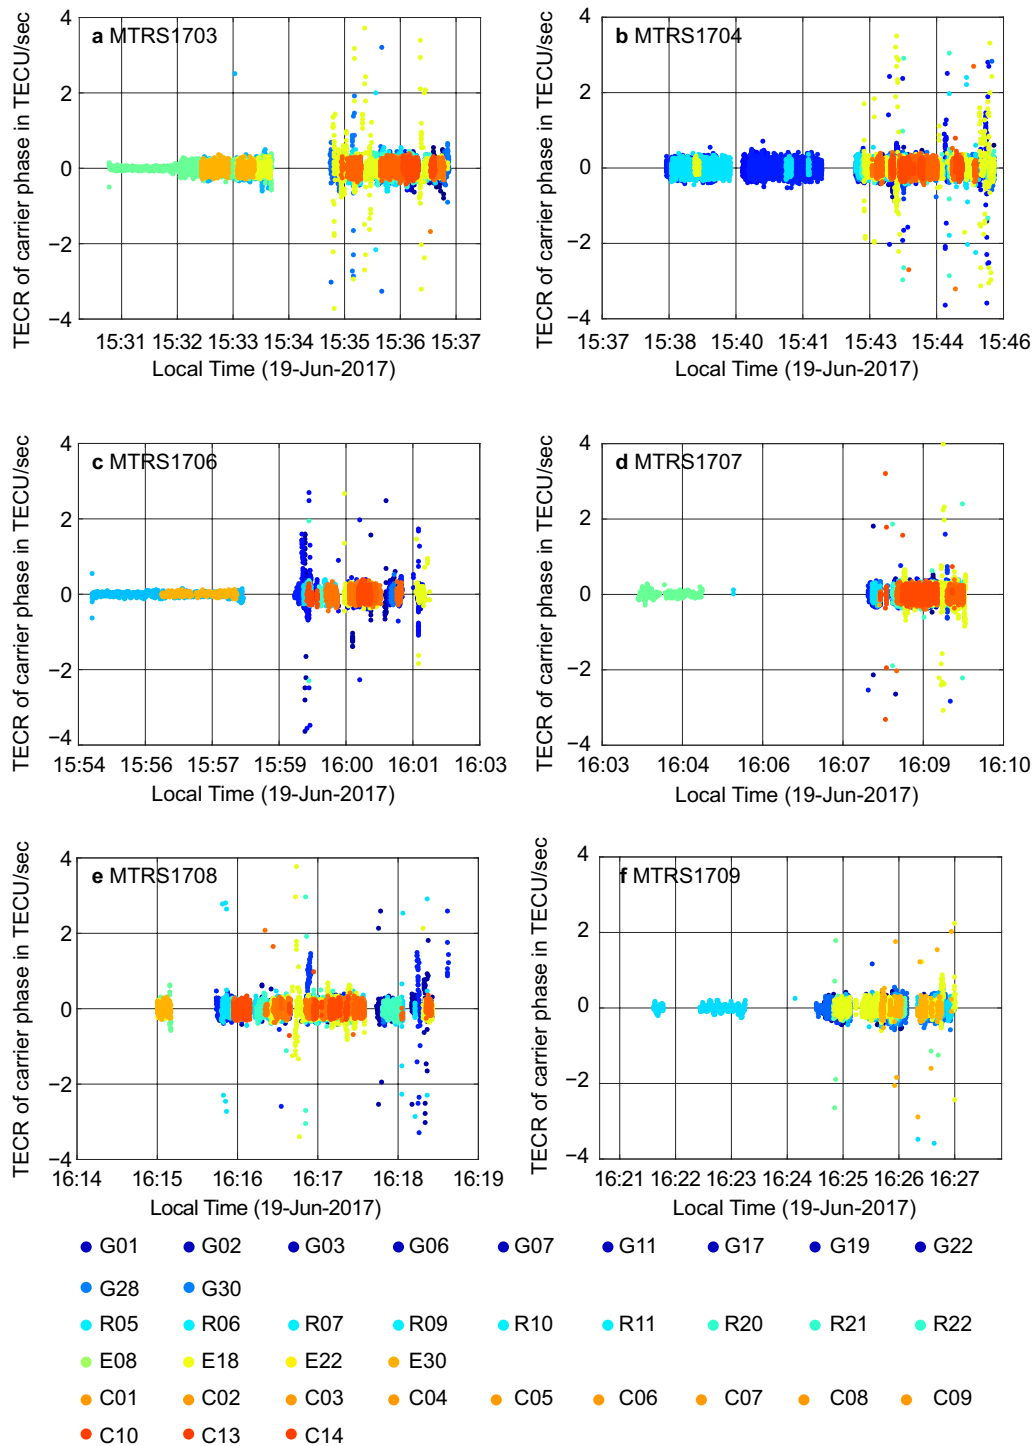 a MTRS1703
TECR of carrier phase in TECU/sec
4
2
0
−2
−4
15:31 15:32 15:33 15:34 15:35 15:36 15:37
Local Time (19-Jun-2017)
b MTRS1704
TECR of carrier phase in TECU/sec
4
2
0
−2
−4
15:37 15:38 15:40 15:41 15:43 15:44 15:46
Local Time (19-Jun-2017)
c MTRS1706
TECR of carrier phase in TECU/sec
4
2
0
−2
−4
15:54 15:56 15:57 15:59 16:00 16:01 16:03
Local Time (19-Jun-2017)
d MTRS1707
TECR of carrier phase in TECU/sec
4
2
0
−2
−4
16:03 16:04 16:06 16:07 16:09 16:10
Local Time (19-Jun-2017)
e MTRS1708
TECR of carrier phase in TECU/sec
4
2
0
−2
−4
16:14 16:15 16:16 16:17 16:18 16:19
Local Time (19-Jun-2017)
f MTRS1709
TECR of carrier phase in TECU/sec
4
2
0
−2
−4
16:21 16:22 16:23 16:24 16:25 16:26 16:27
Local Time (19-Jun-2017)
G01 G02 G03 G06 G07 G11 G17 G19 G22
G28 G30
R05 R06 R07 R09 R10 R11 R20 R21 R22
E08 E18 E22 E30
C01 C02 C03 C04 C05 C06 C07 C08 C09
C10 C13 C14